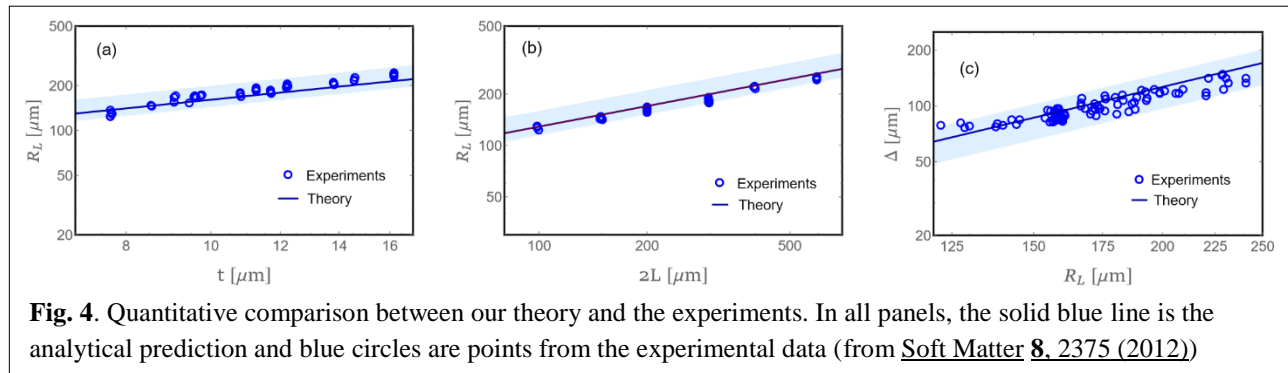 (a)
500
200
100
50
20
R_L [μm]
8
10
12
14
16
t [μm]
Experiments
Theory
(b)
500
200
100
50
R_L [μm]
100
200
500
2L [μm]
Experiments
Theory
(c)
200
100
50
20
Δ [μm]
125
150
175
200
225
250
R_L [μm]
Experiments
Theory
Fig. 4. Quantitative comparison between our theory and the experiments. In all panels, the solid blue line is the
analytical prediction and blue circles are points from the experimental data (from Soft Matter 8, 2375 (2012))